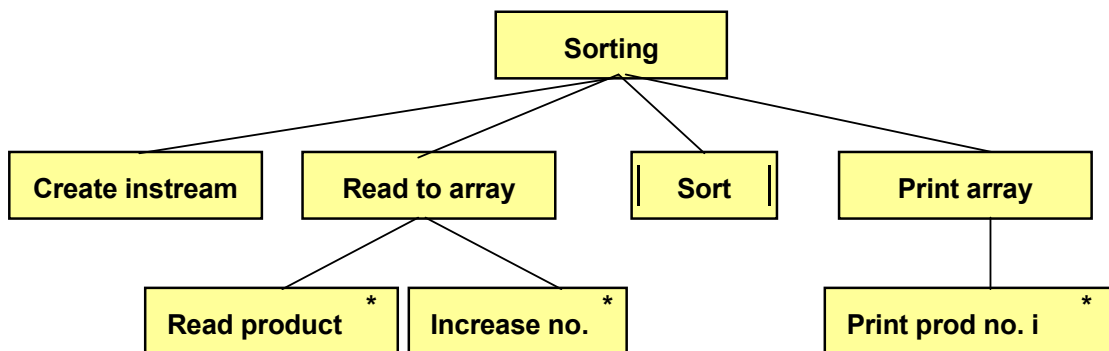 Sorting
Create instream
Read to array
Sort
Print array
Read product *
Increase no. *
Print prod no. i *